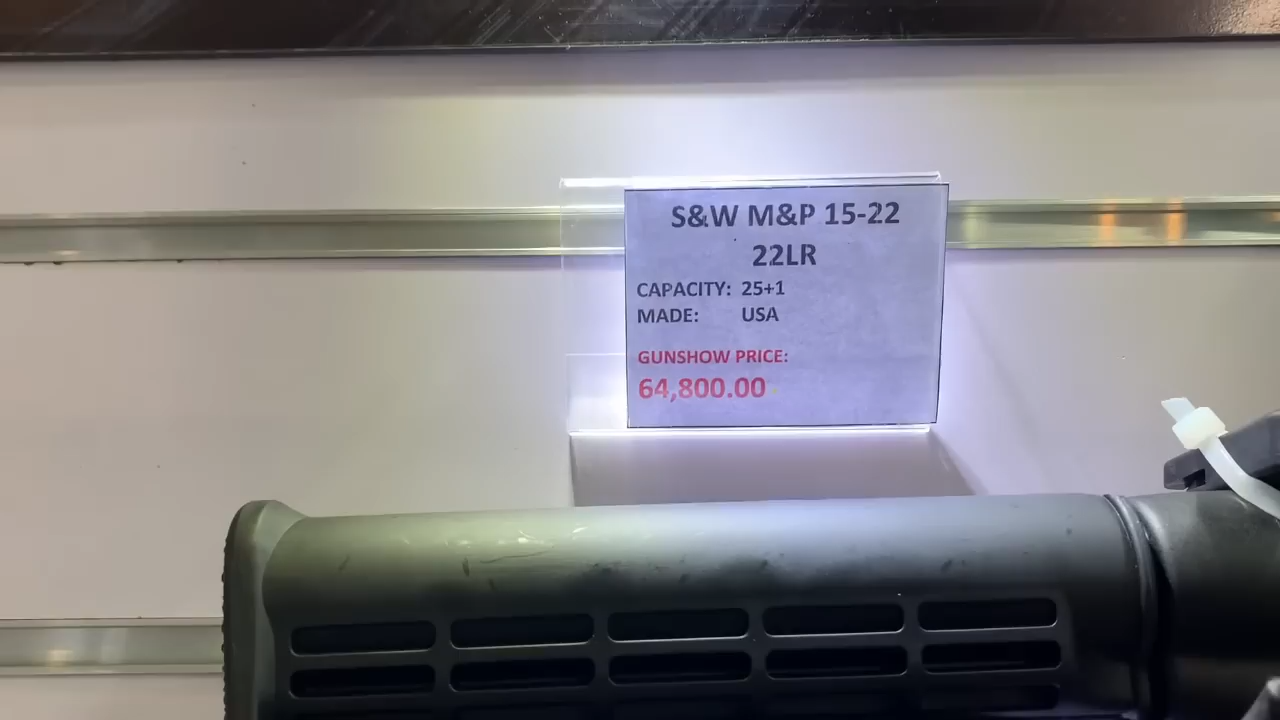 S&W M&P 15-22
22LR
CAPACITY: 25+1
MADE: USA
GUNSHOW PRICE:
64,800.00